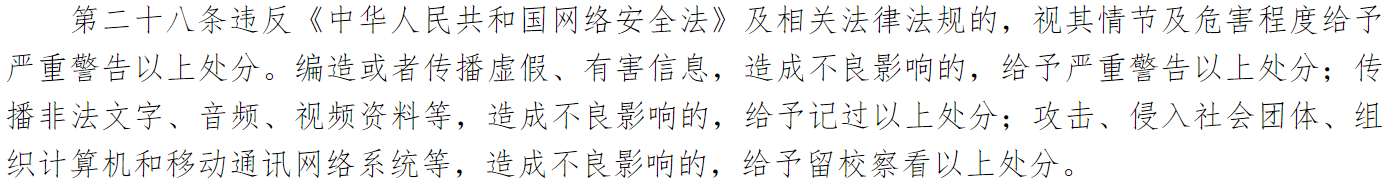 第二十八条违反《中华人民共和国网络安全法》及相关法律法规的，视其情节及危害程度给予
严重警告以上处分。编造或者传播虚假、有害信息，造成不良影响的，给予严重警告以上处分；传
播非法文字、音频、视频资料等，造成不良影响的，给予记过以上处分；攻击、侵入社会团体、组
织计算机和移动通讯网络系统等，造成不良影响的，给予留校察看以上处分。